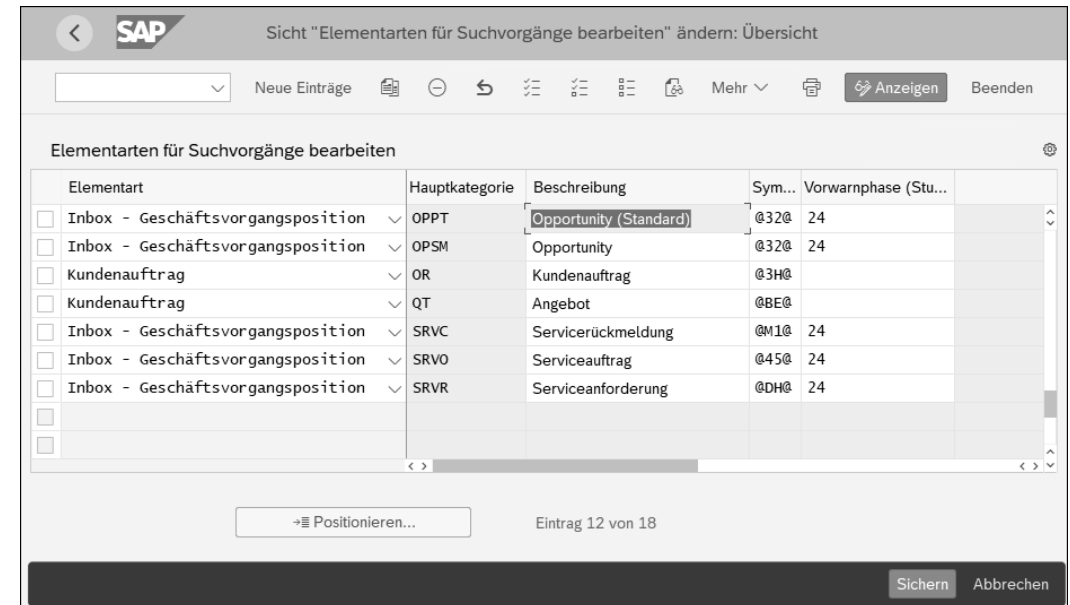 SAP Sicht "Elementarten für Suchvorgänge bearbeiten" ändern: Übersicht
Neue Einträge Mehr Anzeigen Beenden
Elementarten für Suchvorgänge bearbeiten
Elementart Hauptkategorie Beschreibung Sym... Vorwarnphase (Stu...
Inbox - Geschäftsvorgangsposition OPPT Opportunity (Standard) @32@ 24
Inbox - Geschäftsvorgangsposition OPSM Opportunity @32@ 24
Kundenauftrag OR Kundenauftrag @3H@
Kundenauftrag QT Angebot @BE@
Inbox - Geschäftsvorgangsposition SRVC Servicerückmeldung @M1@ 24
Inbox - Geschäftsvorgangsposition SRVO Serviceauftrag @45@ 24
Inbox - Geschäftsvorgangsposition SRVR Serviceanforderung @DH@ 24
Positionieren... Eintrag 12 von 18
Sichern Abbrechen